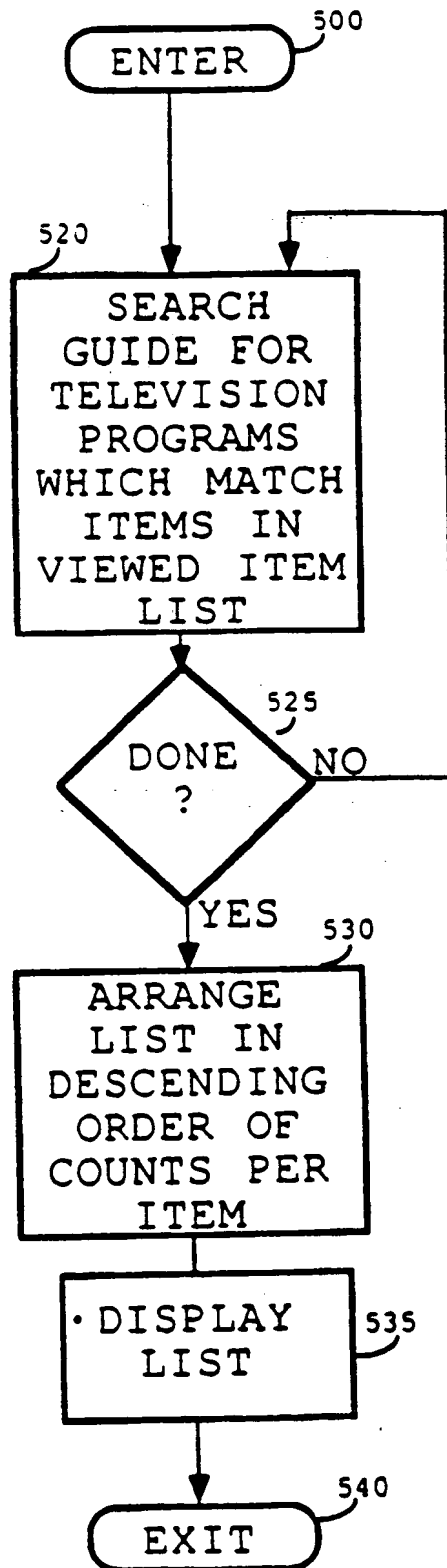 500
ENTER
520
SEARCH
GUIDE FOR
TELEVISION
PROGRAMS
WHICH MATCH
ITEMS IN
VIEWED ITEM
LIST
525
DONE
?
NO
YES
530
ARRANGE
LIST IN
DESCENDING
ORDER OF
COUNTS PER
ITEM
DISPLAY
LIST
535
540
EXIT